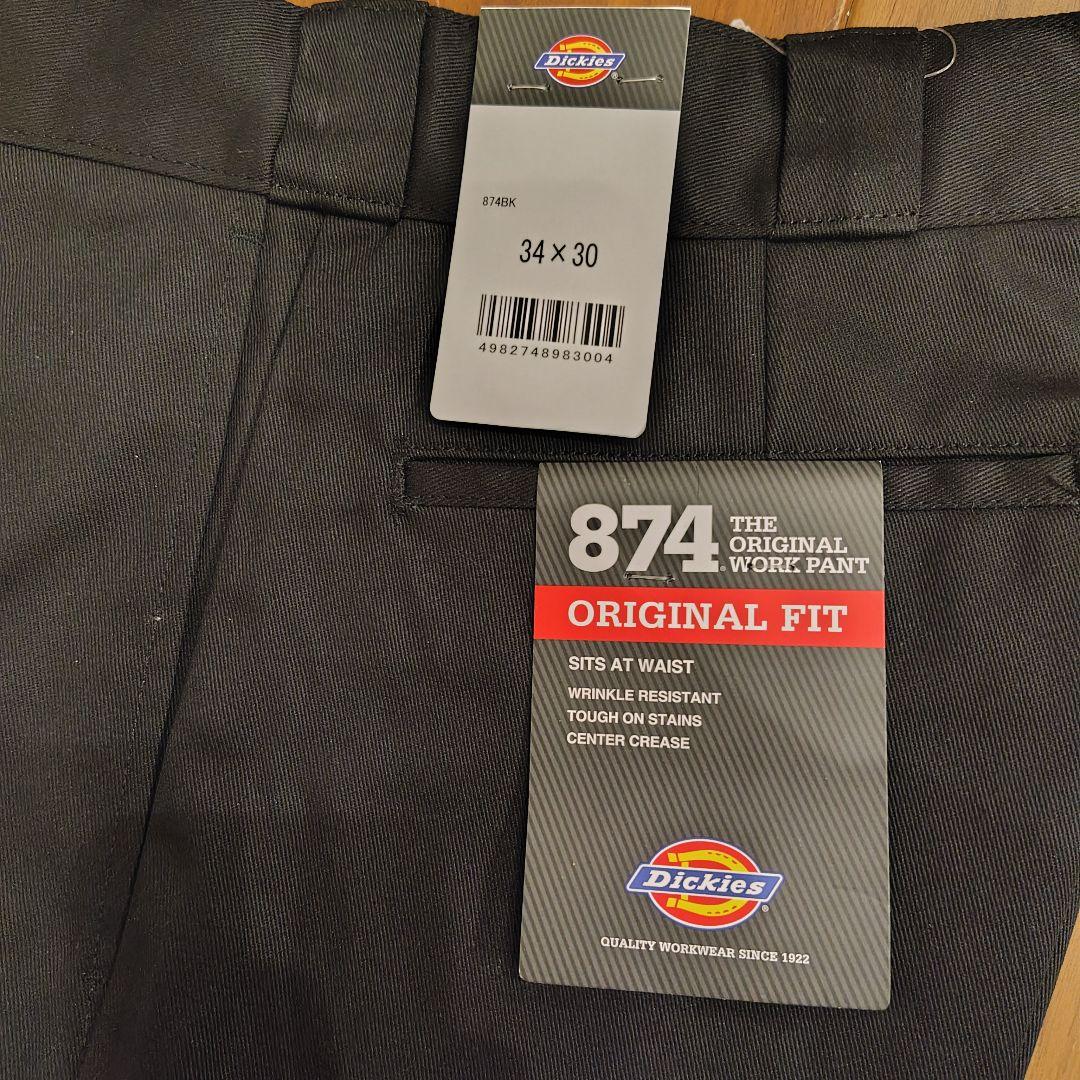 Dickies
874BK
34×30
4982748983004
874® THE
ORIGINAL
WORK PANT
ORIGINAL FIT
SITS AT WAIST
WRINKLE RESISTANT
TOUGH ON STAINS
CENTER CREASE
Dickies®
QUALITY WORKWEAR SINCE 1922